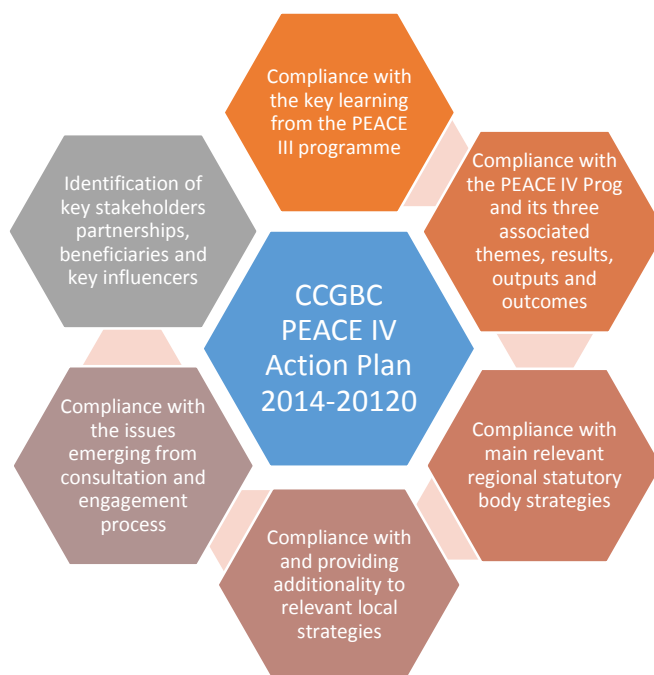 Compliance with
the key learning
from the PEACE
III programme
Compliance with
the PEACE IV Prog
and its three
associated
themes, results,
outputs and
outcomes
Compliance with
main relevant
regional statutory
body strategies
Compliance with
and providing
additionality to
relevant local
strategies
Compliance with
the issues
emerging from
consultation and
engagement
process
Identification of
key stakeholders
partnerships,
beneficiaries and
key influencers
CCGBC
PEACE IV
Action Plan
2014-20120